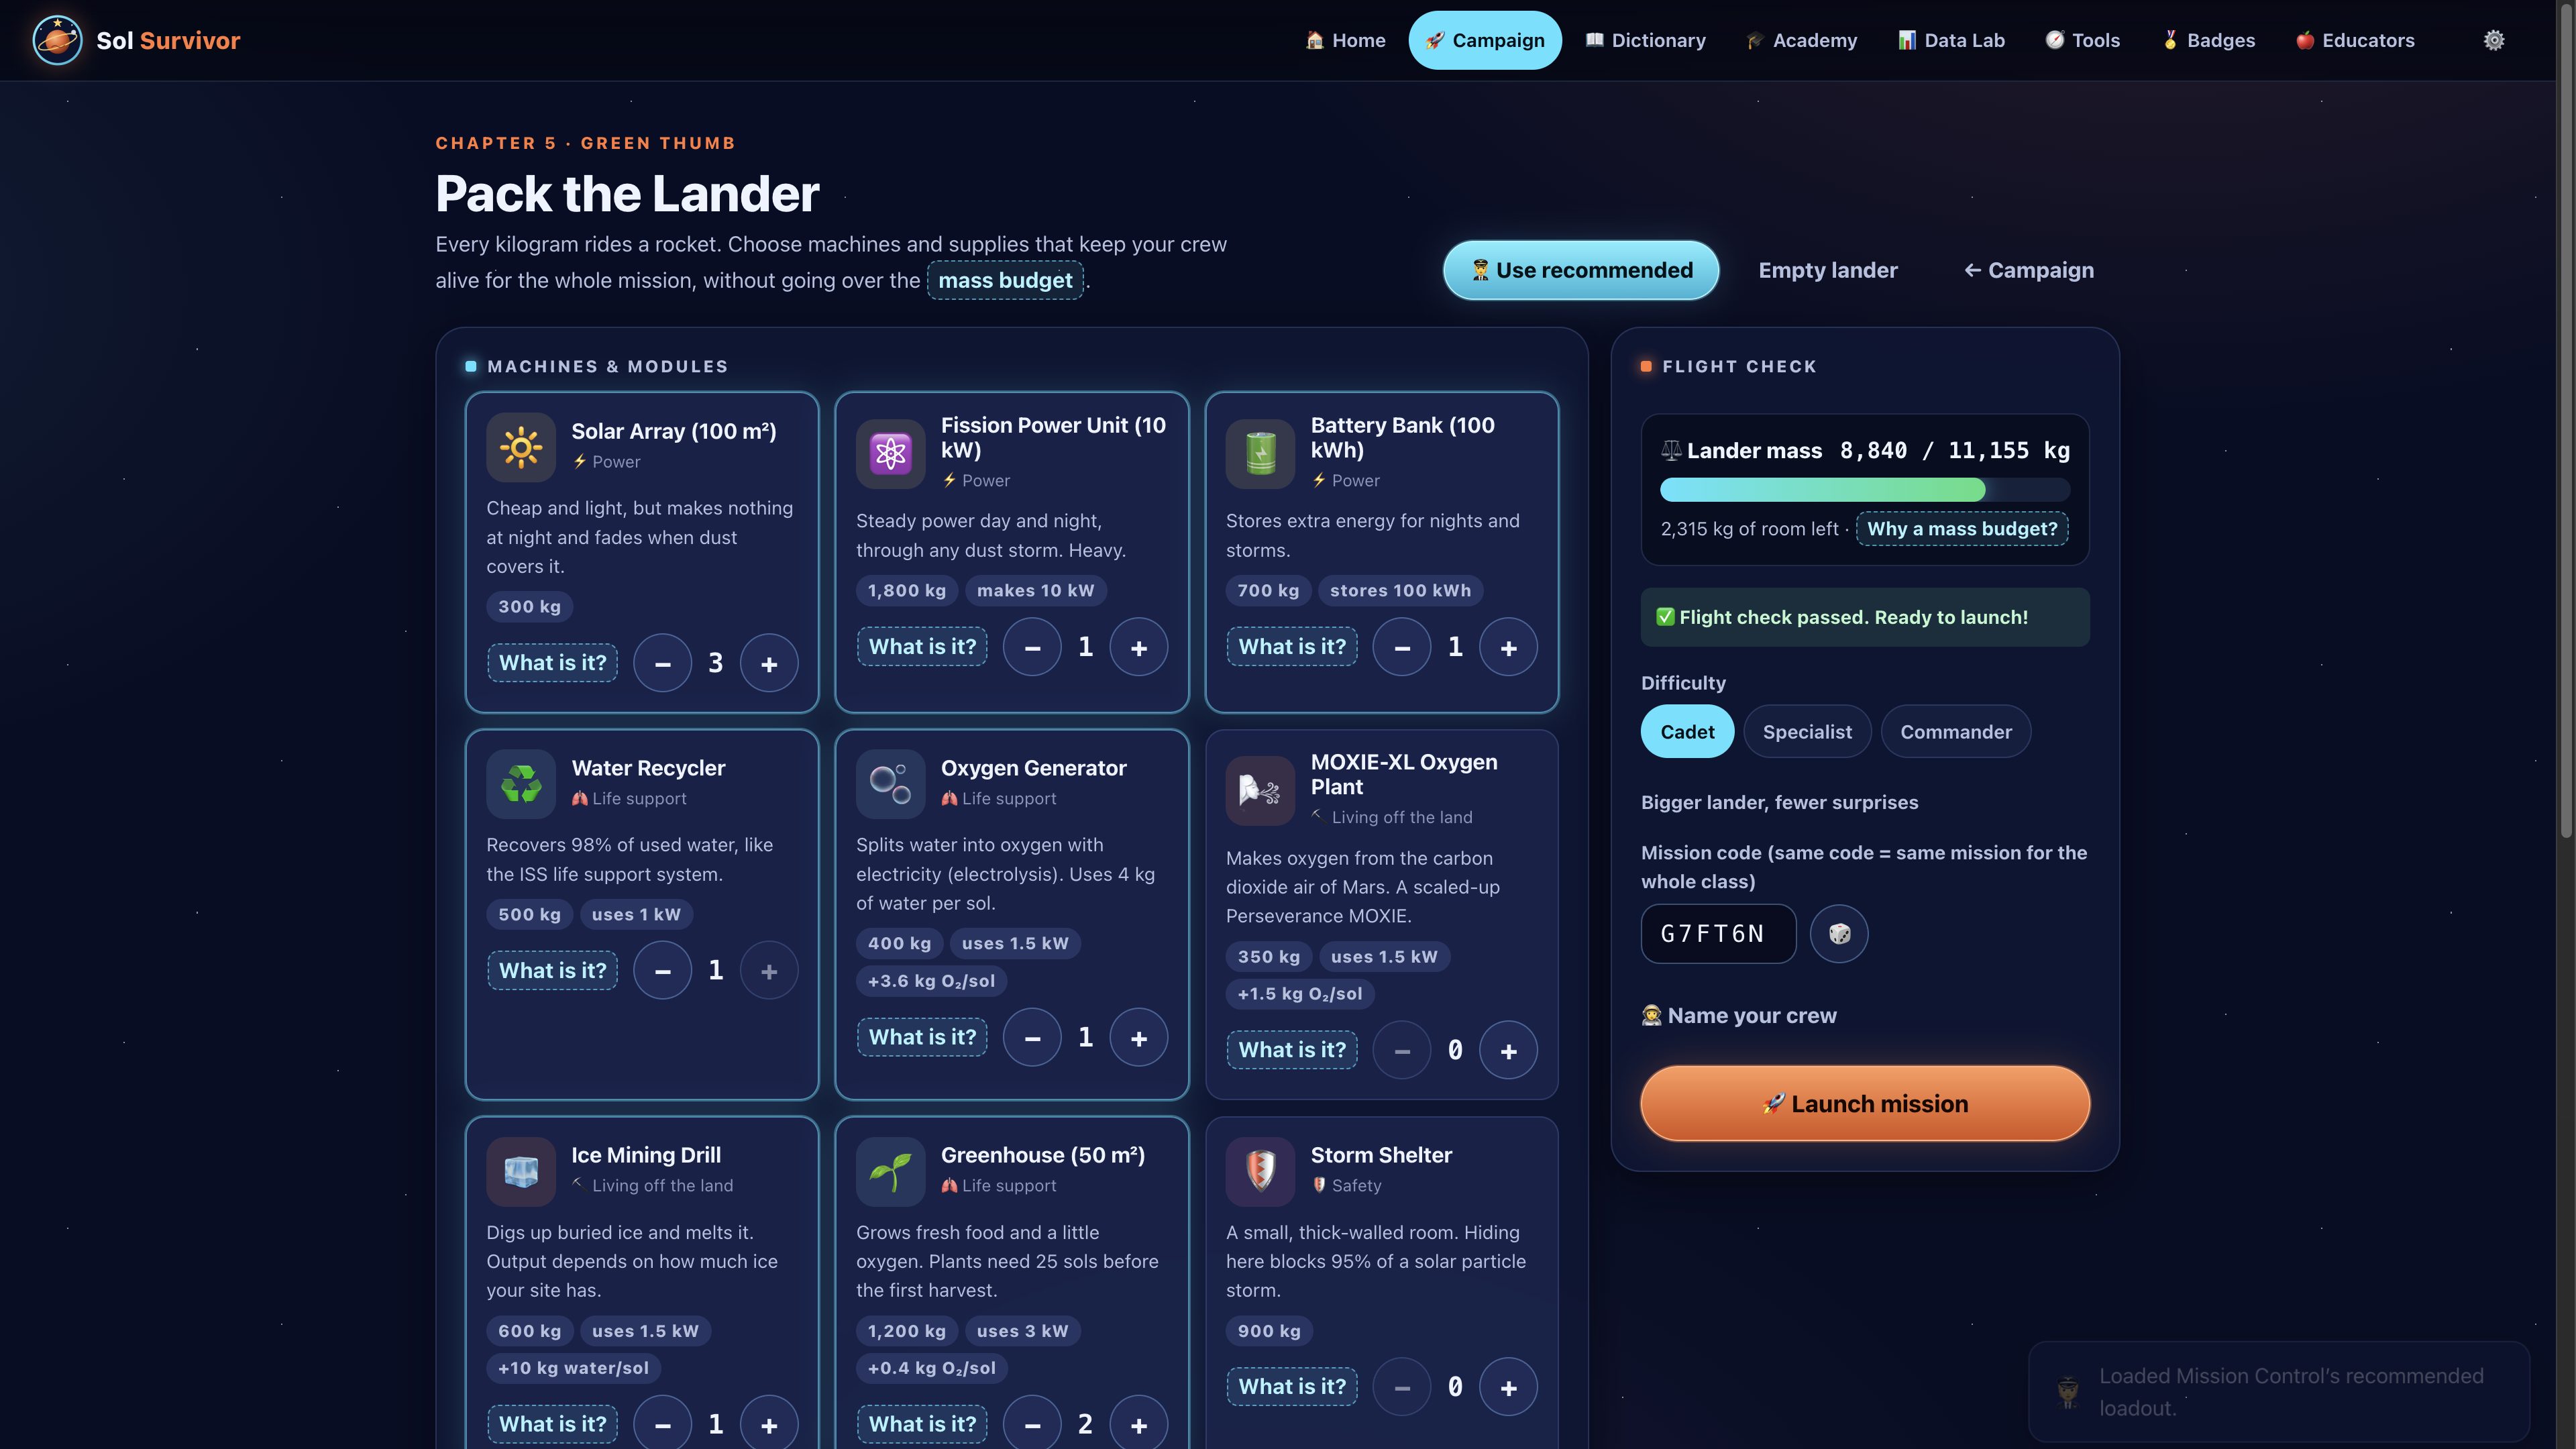 Sol Survivor
Home
Campaign
Dictionary
Academy
Data Lab
Tools
Badges
Educators
CHAPTER 5 · GREEN THUMB
Pack the Lander
Every kilogram rides a rocket. Choose machines and supplies that keep your crew
alive for the whole mission, without going over the mass budget.
Use recommended
Empty lander
← Campaign
MACHINES & MODULES
Solar Array (100 m²)
Power
Cheap and light, but makes nothing
at night and fades when dust
covers it.
300 kg
What is it? − 3 +
Fission Power Unit (10
kW)
Power
Steady power day and night,
through any dust storm. Heavy.
1,800 kg makes 10 kW
What is it? − 1 +
Battery Bank (100
kWh)
Power
Stores extra energy for nights and
storms.
700 kg stores 100 kWh
What is it? − 1 +
Water Recycler
Life support
Recovers 98% of used water, like
the ISS life support system.
500 kg uses 1 kW
What is it? − 1 +
Oxygen Generator
Life support
Splits water into oxygen with
electricity (electrolysis). Uses 4 kg
of water per sol.
400 kg uses 1.5 kW
+3.6 kg O₂/sol
What is it? − 1 +
MOXIE-XL Oxygen
Plant
Living off the land
Makes oxygen from the carbon
dioxide air of Mars. A scaled-up
Perseverance MOXIE.
350 kg uses 1.5 kW
+1.5 kg O₂/sol
What is it? − 0 +
Ice Mining Drill
Living off the land
Digs up buried ice and melts it.
Output depends on how much ice
your site has.
600 kg uses 1.5 kW
+10 kg water/sol
What is it? − 1 +
Greenhouse (50 m²)
Life support
Grows fresh food and a little
oxygen. Plants need 25 sols before
the first harvest.
1,200 kg uses 3 kW
+0.4 kg O₂/sol
What is it? − 2 +
Storm Shelter
Safety
A small, thick-walled room. Hiding
here blocks 95% of a solar particle
storm.
900 kg
What is it? − 0 +
FLIGHT CHECK
Lander mass 8,840 / 11,155 kg
2,315 kg of room left · Why a mass budget?
Flight check passed. Ready to launch!
Difficulty
Cadet
Specialist
Commander
Bigger lander, fewer surprises
Mission code (same code = same mission for the
whole class)
G7FT6N
Name your crew
Launch mission
Loaded Mission Control's recommended
loadout.